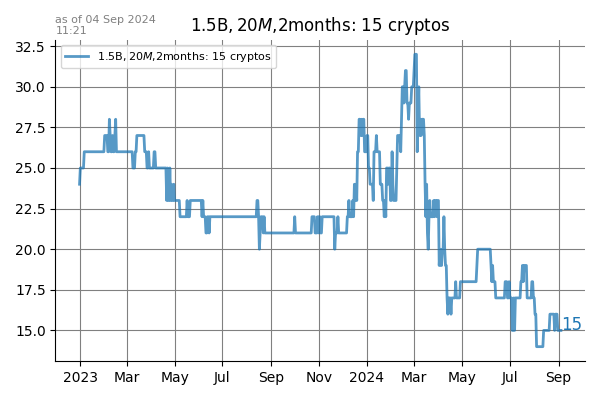 as of 04 Sep 2024
11:21
1.5B, 20M,2months: 15 cryptos
1.5B, 20M,2months: 15 cryptos
32.5
30.0
27.5
25.0
22.5
20.0
17.5
15.0
15
2023 Mar May Jul Sep Nov 2024 Mar May Jul Sep